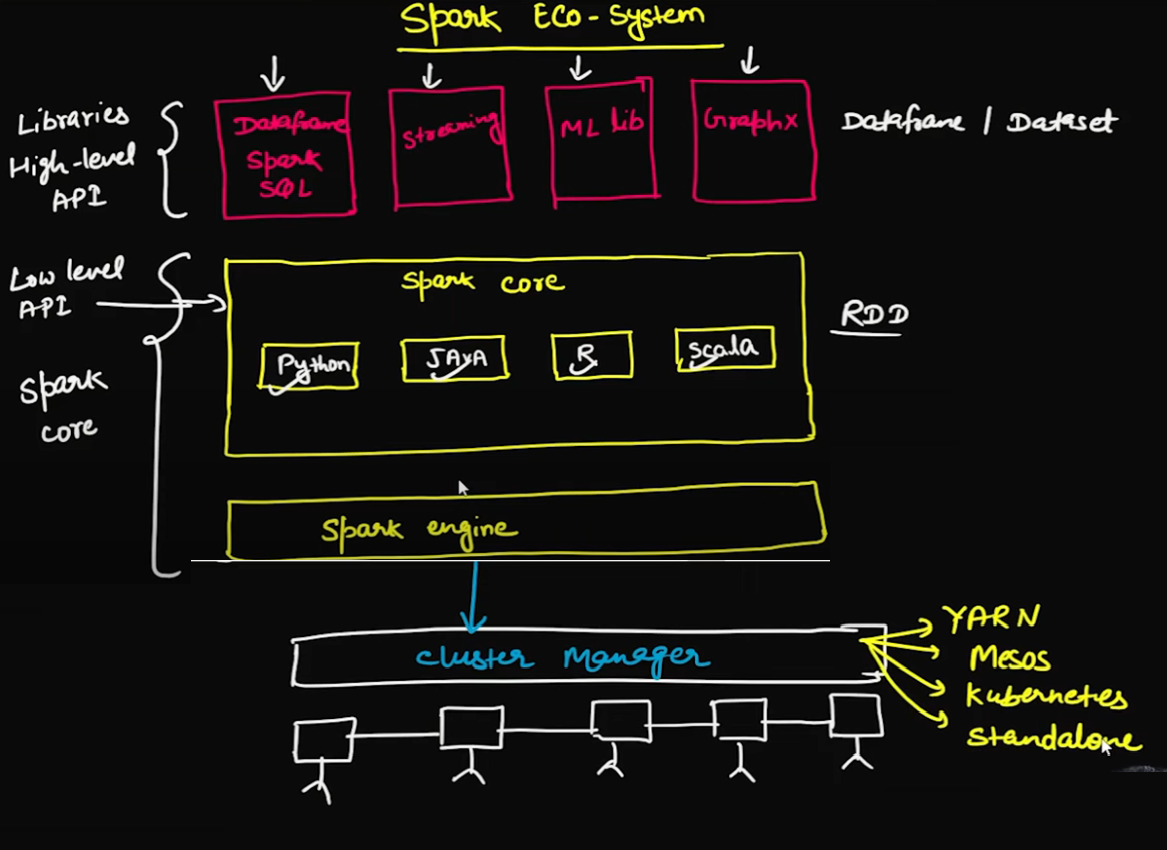 Spark Eco-System
Libraries
High-level
API
Dataframe
Spark
SQL
Streaming
ML lib
Graphx
Dataframe / Dataset
Low level
API
Spark
core
Spark core
Python
JAVA
R
Scala
RDD
Spark engine
Cluster Manager
YARN
Mesos
Kubernetes
Standalone